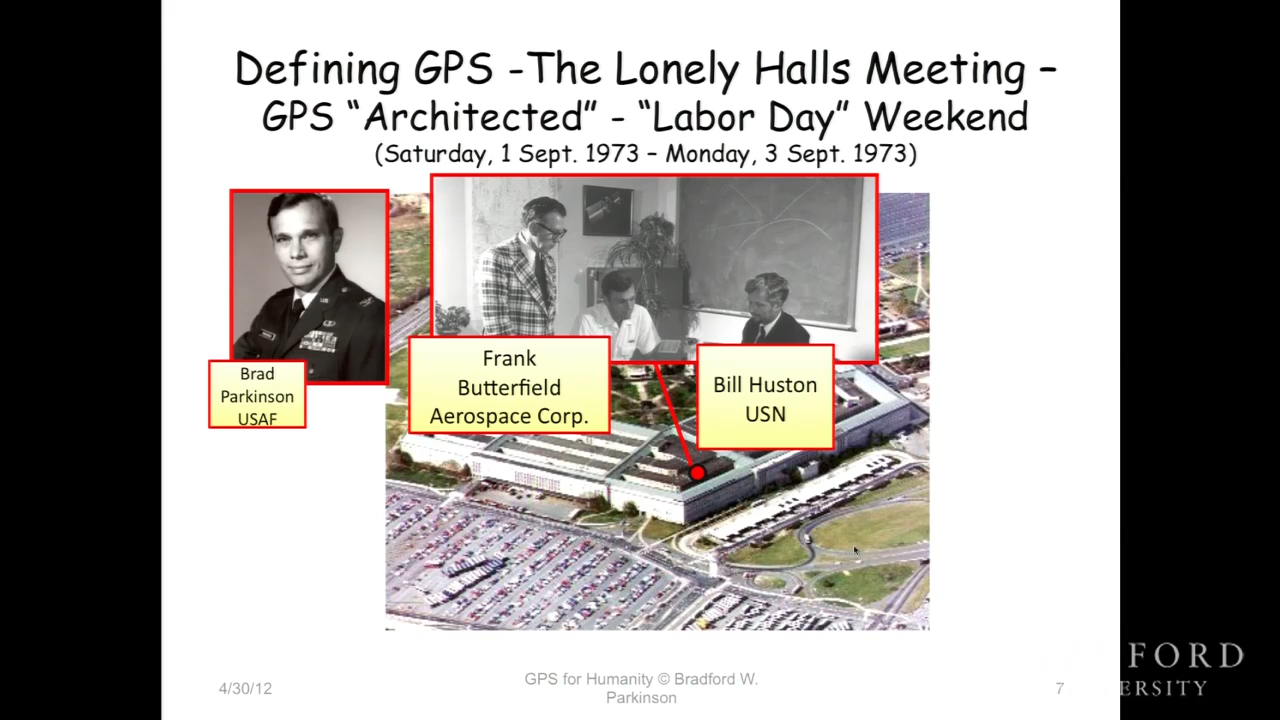 Defining GPS -The Lonely Halls Meeting –
GPS “Architected” - “Labor Day” Weekend
(Saturday, 1 Sept. 1973 – Monday, 3 Sept. 1973)
Brad
Parkinson
USAF
Frank
Butterfield
Aerospace Corp.
Bill Huston
USN
4/30/12
GPS for Humanity © Bradford W.
Parkinson
7
FORD
ERSITY